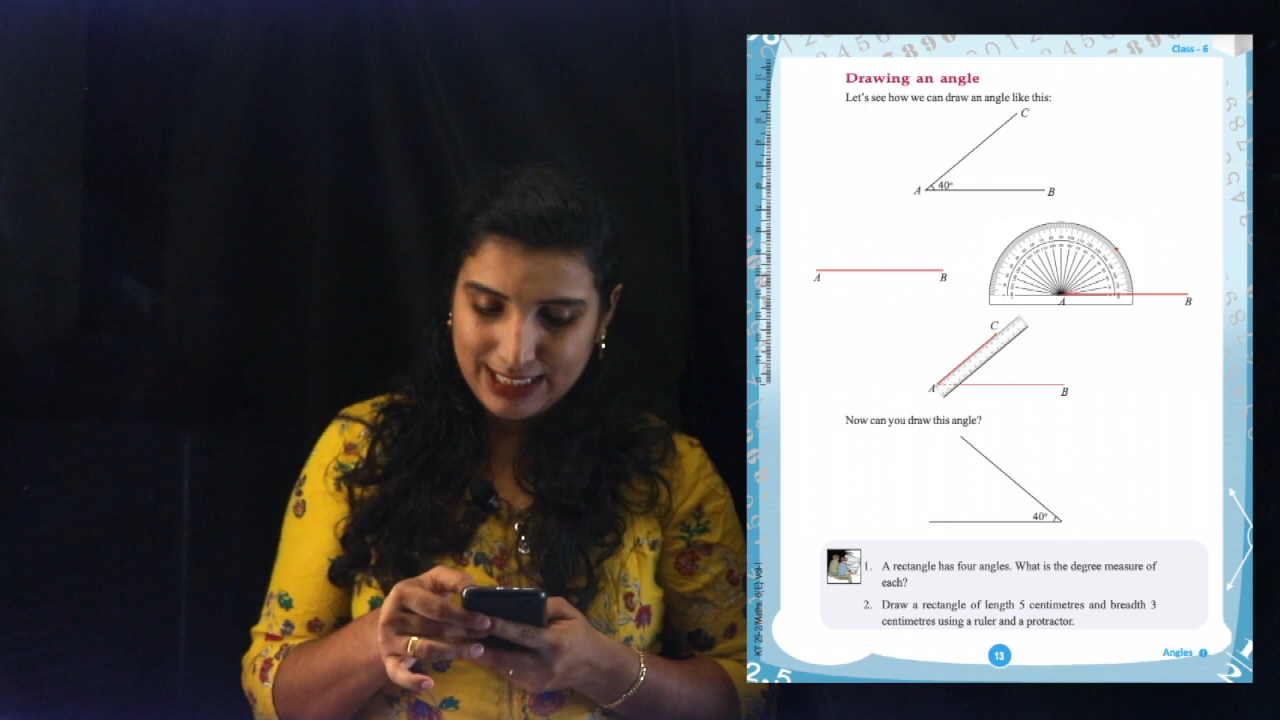 Class - 6
Drawing an angle
Let's see how we can draw an angle like this:
C
A
40°
B
A
B
A
B
C
A
B
Now can you draw this angle?
40°
1. A rectangle has four angles. What is the degree measure of
each?
2. Draw a rectangle of length 5 centimetres and breadth 3
centimetres using a ruler and a protractor.
13
Angles